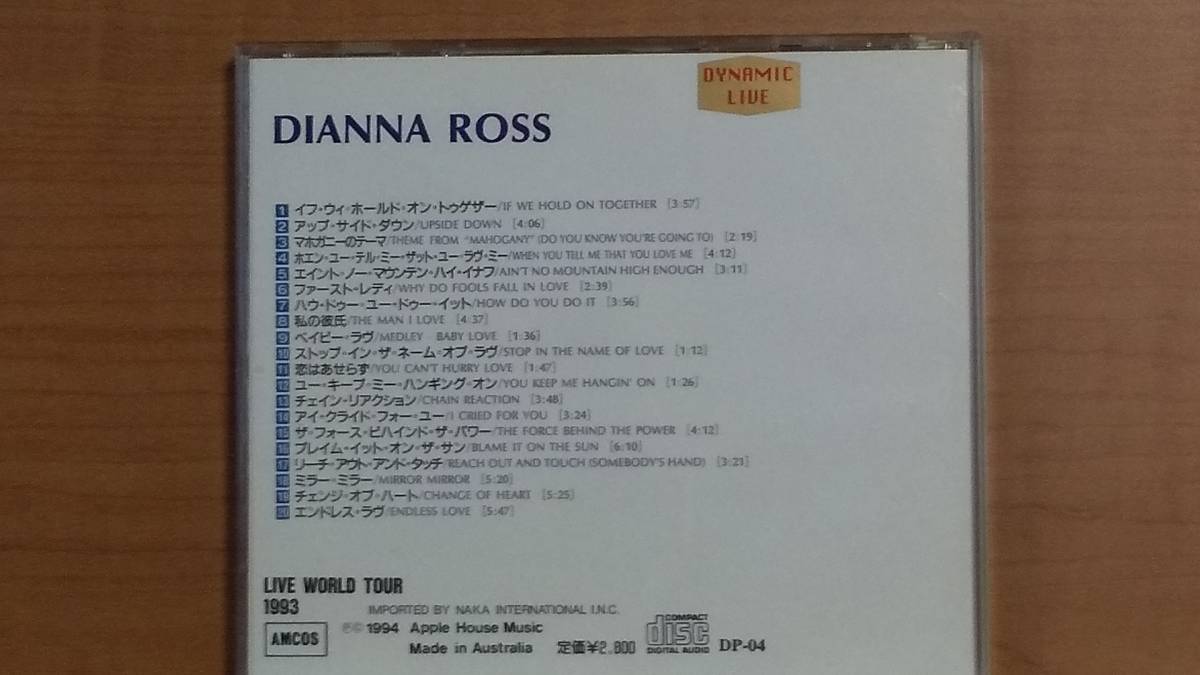 DYNAMIC
LIVE
DIANNA ROSS
1 イフ・ウィ・ホールド・オン・トゥゲザー/IF WE HOLD ON TOGETHER [3:57]
2 アップ・サイド・ダウン/UPSIDE DOWN [4:06]
3 マホガニーのテーマ/THEME FROM "MAHOGANY" (DO YOU KNOW YOU'RE GOING TO) [2:19]
4 ホエン・ユー・テル・ミー・ザット・ユー・ラヴ・ミー/WHEN YOU TELL ME THAT YOU LOVE ME [4:12]
5 エイント・ノー・マウンテン・ハイ・イナフ/AIN'T NO MOUNTAIN HIGH ENOUGH [3:11]
6 ファースト・レディ/WHY DO FOOLS FALL IN LOVE [2:39]
7 ハウ・ドゥー・ユー・ドゥー・イット/HOW DO YOU DO IT [3:56]
8 私の彼氏/THE MAN I LOVE [4:37]
9 ベイビー・ラヴ/MEDLEY BABY LOVE [1:36]
10 ストップ・イン・ザ・ネーム・オブ・ラヴ/STOP IN THE NAME OF LOVE [1:12]
11 恋はあせらず/YOU CAN'T HURRY LOVE [1:47]
12 ユー・キープ・ミー・ハンギング・オン/YOU KEEP ME HANGIN' ON [1:26]
13 チェイン・リアクション/CHAIN REACTION [3:48]
14 アイ・クライド・フォー・ユー/I CRIED FOR YOU [3:24]
15 ザ・フォース・ビハインド・ザ・パワー/THE FORCE BEHIND THE POWER [4:12]
16 ブレイム・イット・オン・ザ・サン/BLAME IT ON THE SUN [6:10]
17 リーチ・アウト・アンド・タッチ/REACH OUT AND TOUCH (SOMEBODY'S HAND) [3:21]
18 ミラー・ミラー/MIRROR MIRROR [5:20]
19 チェンジ・オブ・ハート/CHANGE OF HEART [5:25]
20 エンドレス・ラヴ/ENDLESS LOVE [5:47]
LIVE WORLD TOUR
1993 IMPORTED BY NAKA INTERNATIONAL I.N.C.
AMCOS ℗© 1994 Apple House Music
Made in Australia 定価¥2,800 COMPACT disc DIGITAL AUDIO DP-04